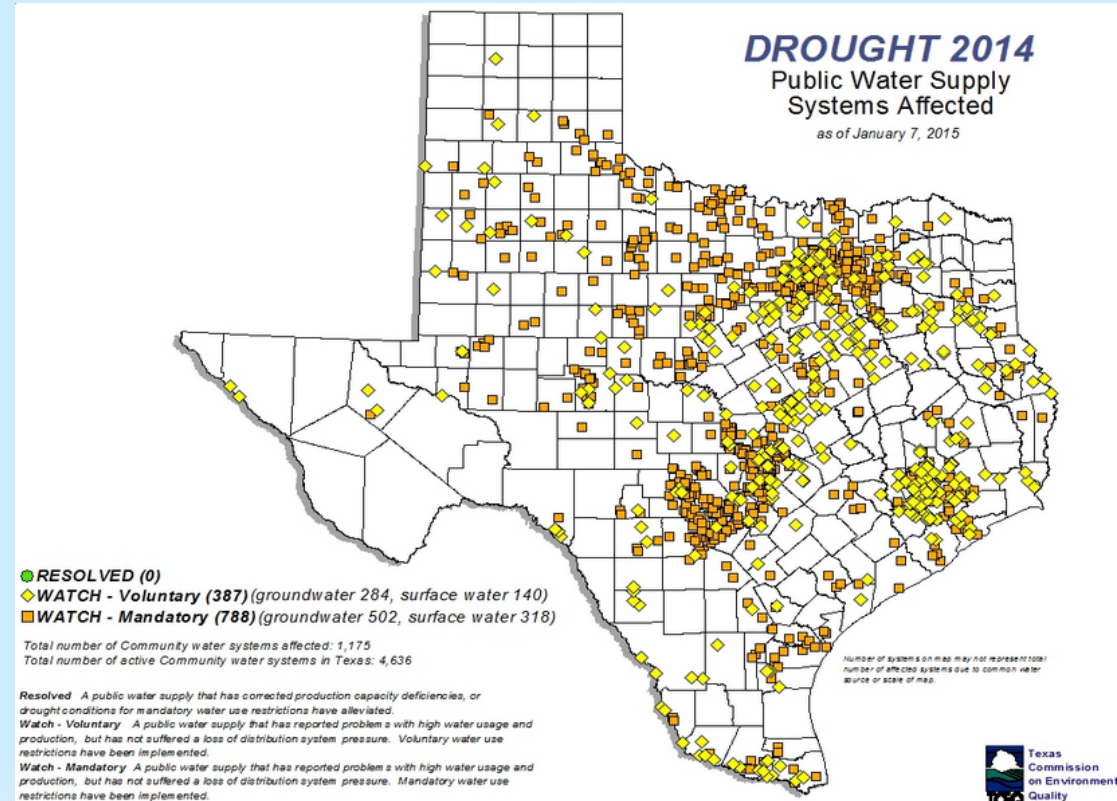 DROUGHT 2014
Public Water Supply
Systems Affected
as of January 7, 2015
RESOLVED (0)
WATCH - Voluntary (387) (groundwater 284, surface water 140)
WATCH - Mandatory (788) (groundwater 502, surface water 318)
Total number of Community water systems affected: 1,175
Total number of active Community water systems in Texas: 4,636
Number of systems on map may not represent total
number of affected systems due to common water
source or scale of map.
Resolved A public water supply that has corrected production capacity deficiencies, or
drought conditions for mandatory water use restrictions have alleviated.
Watch - Voluntary A public water supply that has reported problems with high water usage and
production, but has not suffered a loss of distribution system pressure. Voluntary water use
restrictions have been implemented.
Watch - Mandatory A public water supply that has reported problems with high water usage and
production, but has not suffered a loss of distribution system pressure. Mandatory water use
restrictions have been implemented.
Texas
Commission
on Environment
Quality